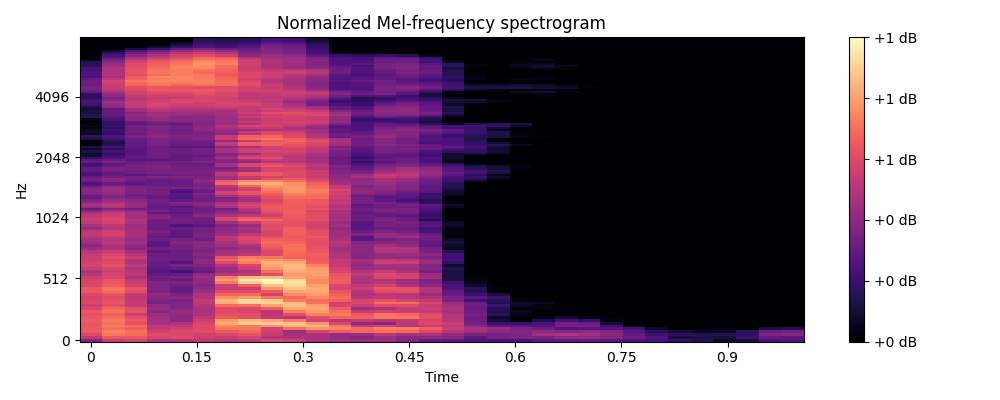 Normalized Mel-frequency spectrogram
Hz
4096
2048
1024
512
0
0 0.15 0.3 0.45 0.6 0.75 0.9
Time
+1 dB
+1 dB
+1 dB
+0 dB
+0 dB
+0 dB